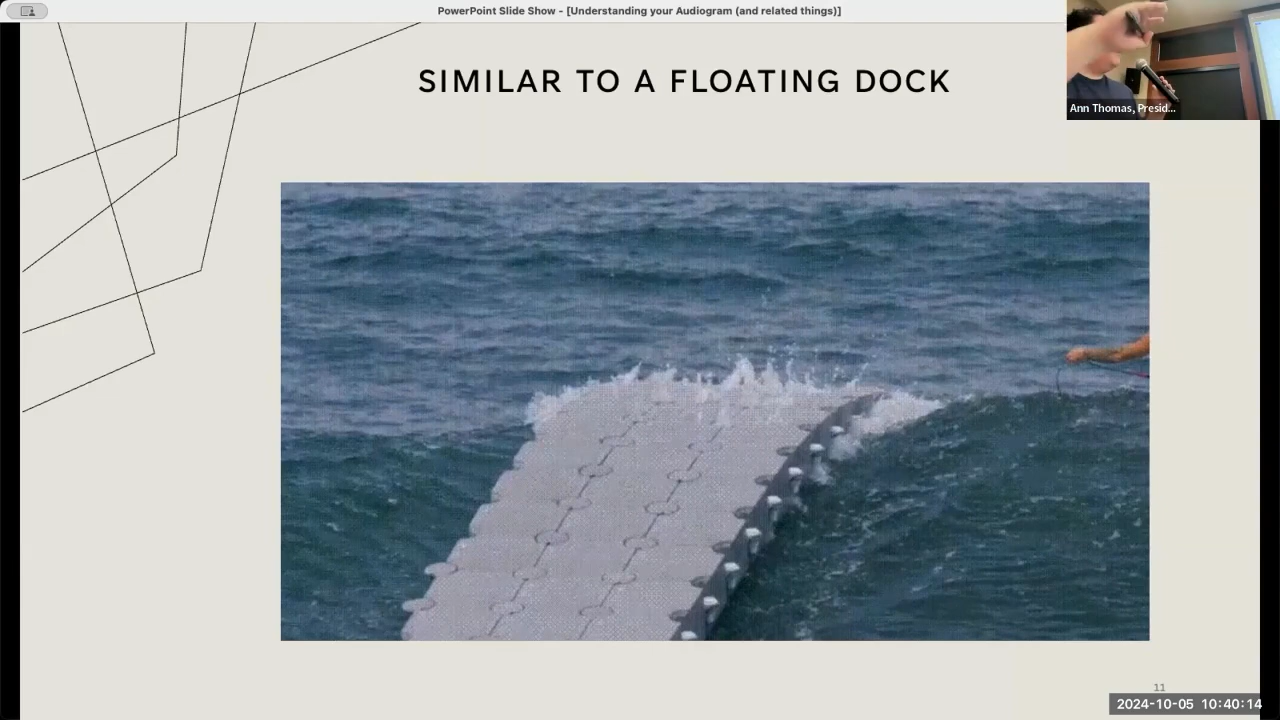 PowerPoint Slide Show - [Understanding your Audiogram (and related things)]
SIMILAR TO A FLOATING DOCK
Ann Thomas, Presid...
11
2024-10-05 10:40:14